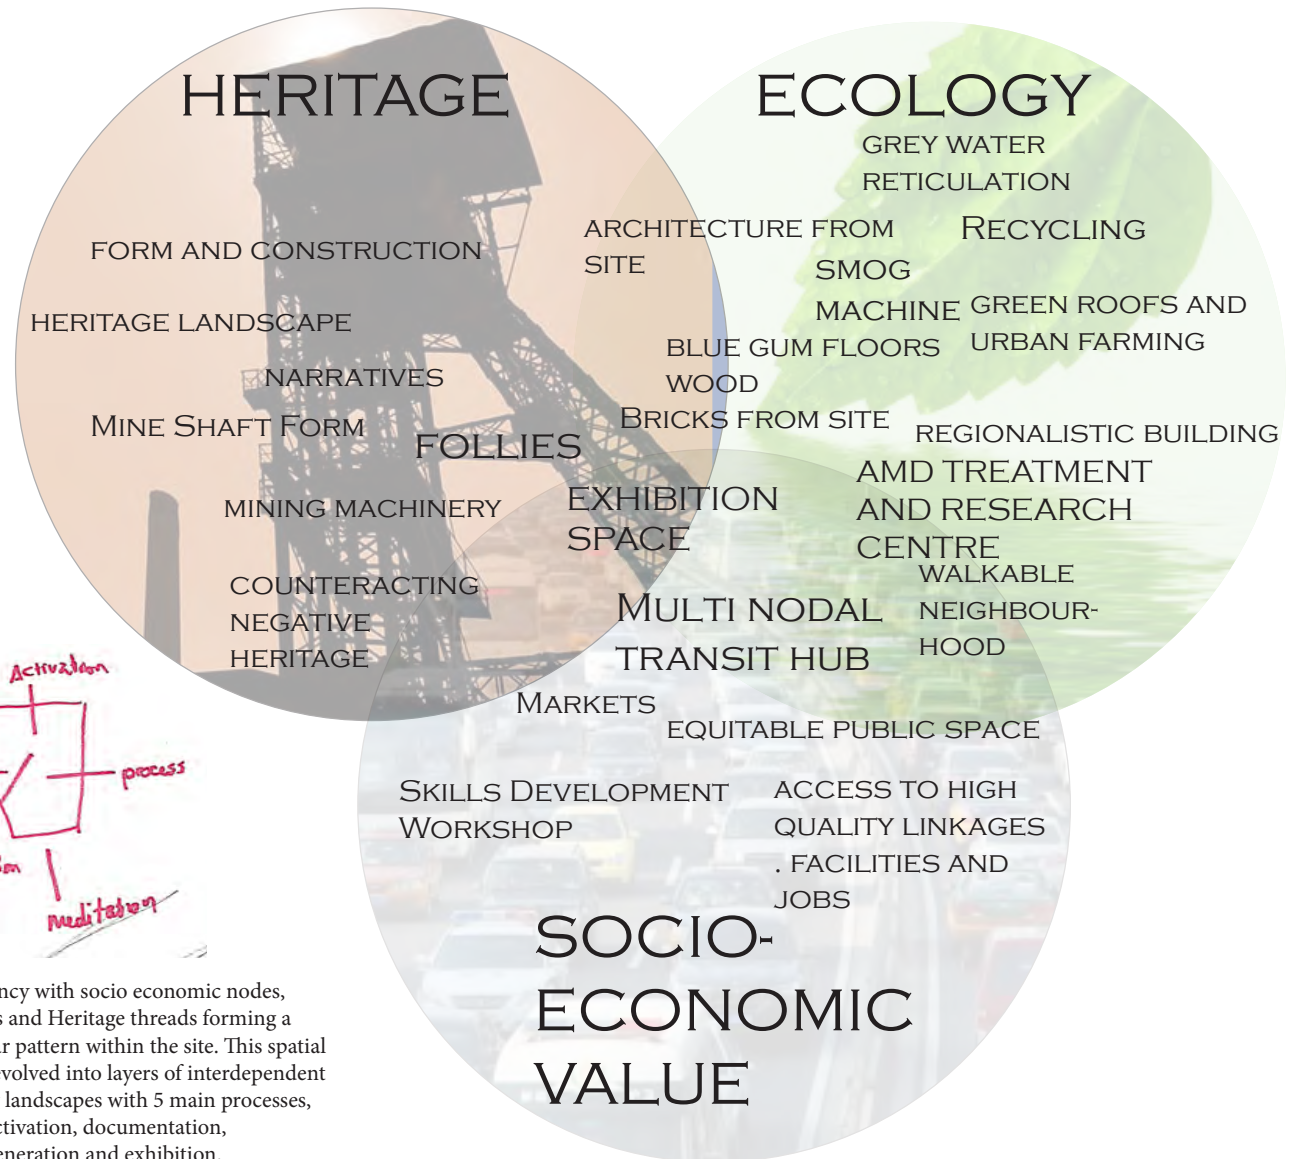 HERITAGE
ECOLOGY
GREY WATER
RETICULATION
ARCHITECTURE FROM
SITE
RECYCLING
SMOG
MACHINE
GREEN ROOFS AND
URBAN FARMING
FORM AND CONSTRUCTION
HERITAGE LANDSCAPE
NARRATIVES
BLUE GUM FLOORS
WOOD
MINE SHAFT FORM
FOLLIES
BRICKS FROM SITE
REGIONALISTIC BUILDING
AMD TREATMENT
AND RESEARCH
CENTRE
MINING MACHINERY
EXHIBITION
SPACE
WALKABLE
NEIGHBOUR-
HOOD
COUNTERACTING
NEGATIVE
HERITAGE
MULTI NODAL
TRANSIT HUB
MARKETS
EQUITABLE PUBLIC SPACE
SKILLS DEVELOPMENT
WORKSHOP
ACCESS TO HIGH
QUALITY LINKAGES
. FACILITIES AND
JOBS
SOCIO-
ECONOMIC
VALUE
Activation
process
meditation
with socio economic nodes,
and Heritage threads forming a
pattern within the site. This spatial
evolved into layers of interdependent
landscapes with 5 main processes,
documentation,
and exhibition.